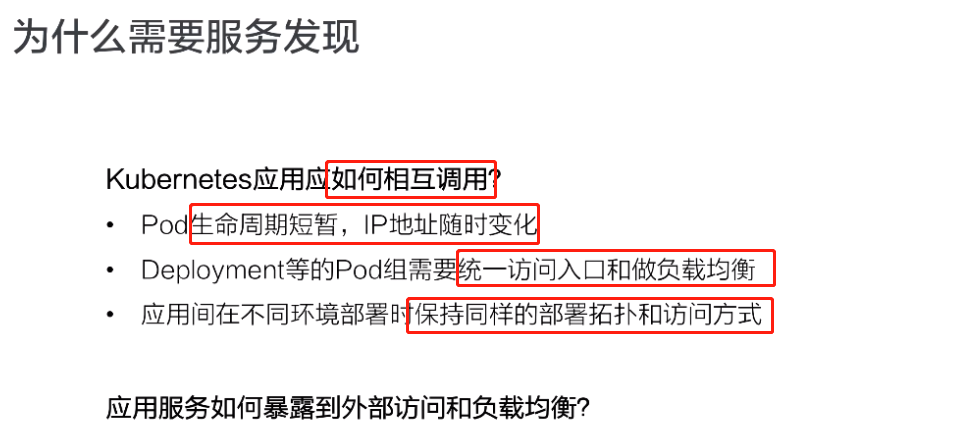 为什么需要服务发现
Kubernetes应用应如何相互调用?
• Pod生命周期短暂，IP地址随时变化
• Deployment等的Pod组需要统一访问入口和做负载均衡
• 应用间在不同环境部署时保持同样的部署拓扑和访问方式
应用服务如何暴露到外部访问和负载均衡?